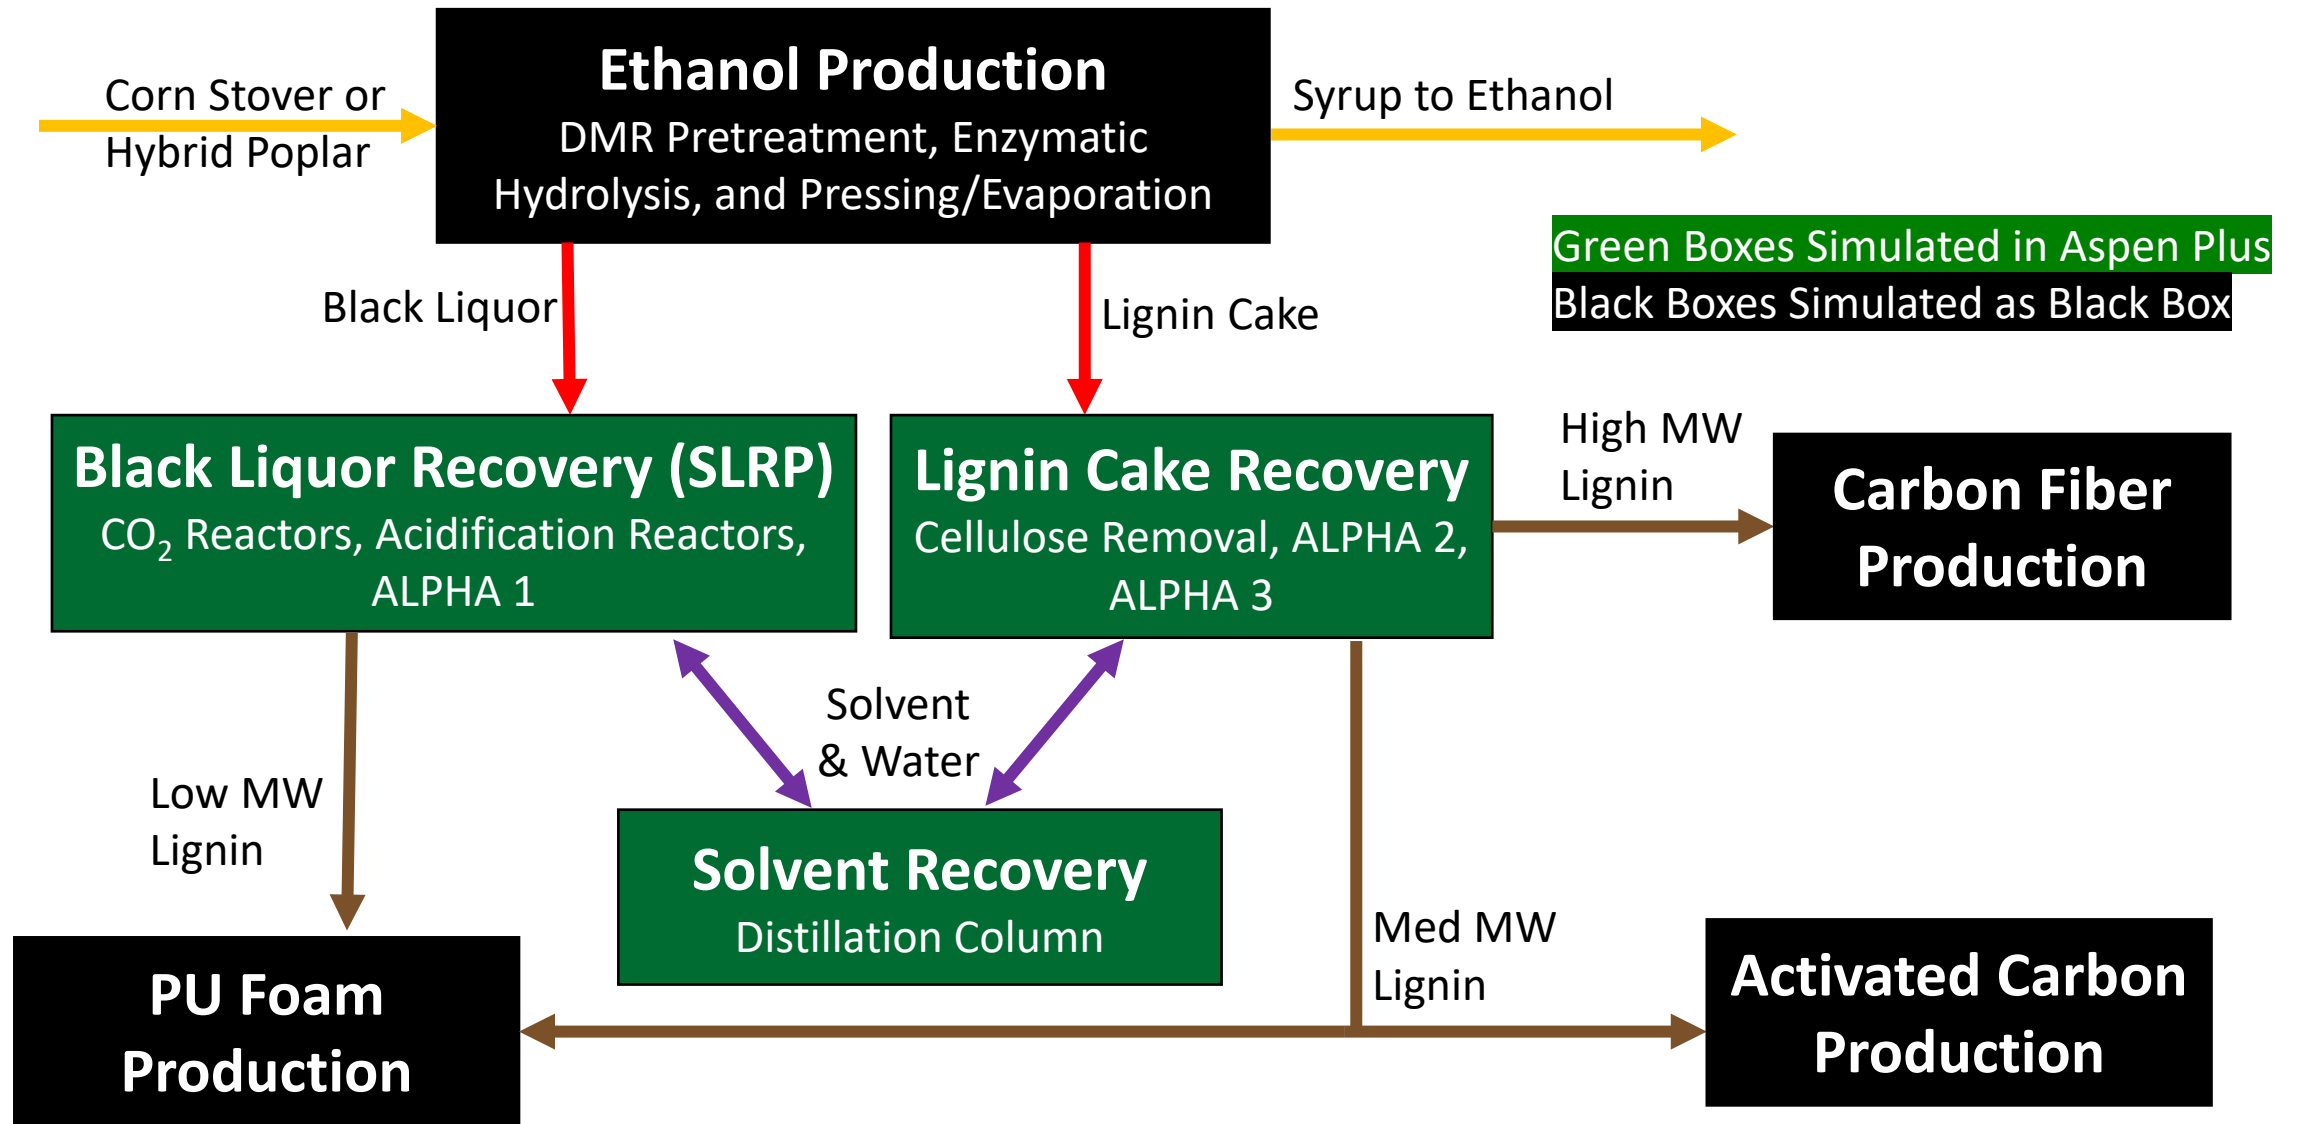 Ethanol Production
DMR Pretreatment, Enzymatic
Hydrolysis, and Pressing/Evaporation
Corn Stover or
Hybrid Poplar
Syrup to Ethanol
Green Boxes Simulated in Aspen Plus
Black Boxes Simulated as Black Box
Black Liquor
Lignin Cake
Black Liquor Recovery (SLRP)
CO₂ Reactors, Acidification Reactors,
ALPHA 1
Lignin Cake Recovery
Cellulose Removal, ALPHA 2,
ALPHA 3
High MW
Lignin
Carbon Fiber
Production
Solvent
& Water
Low MW
Lignin
Solvent Recovery
Distillation Column
Med MW
Lignin
PU Foam
Production
Activated Carbon
Production